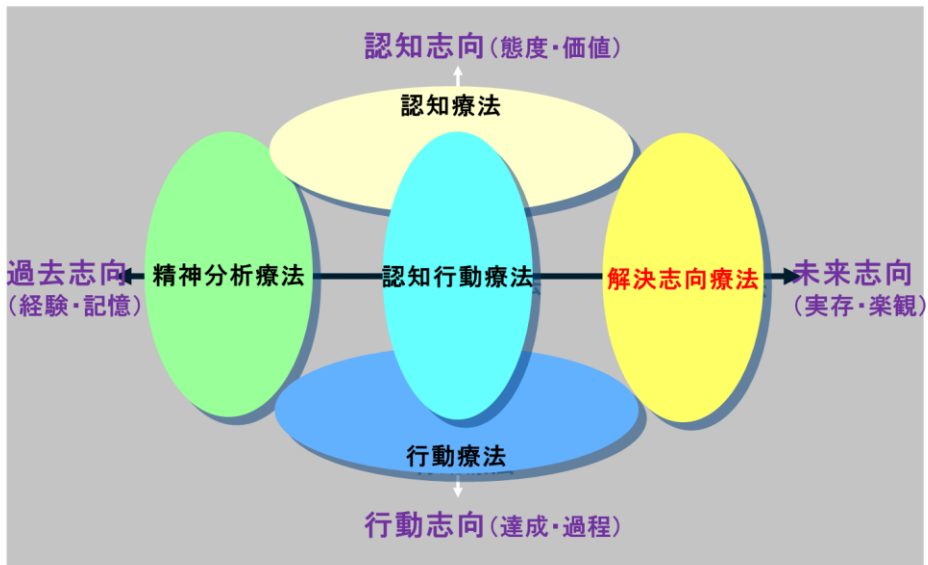 認知志向(態度・価値)
認知療法
過去志向
(経験・記憶)
精神分析療法
認知行動療法
解決志向療法
未来志向
(実存・楽観)
行動療法
行動志向(達成・過程)